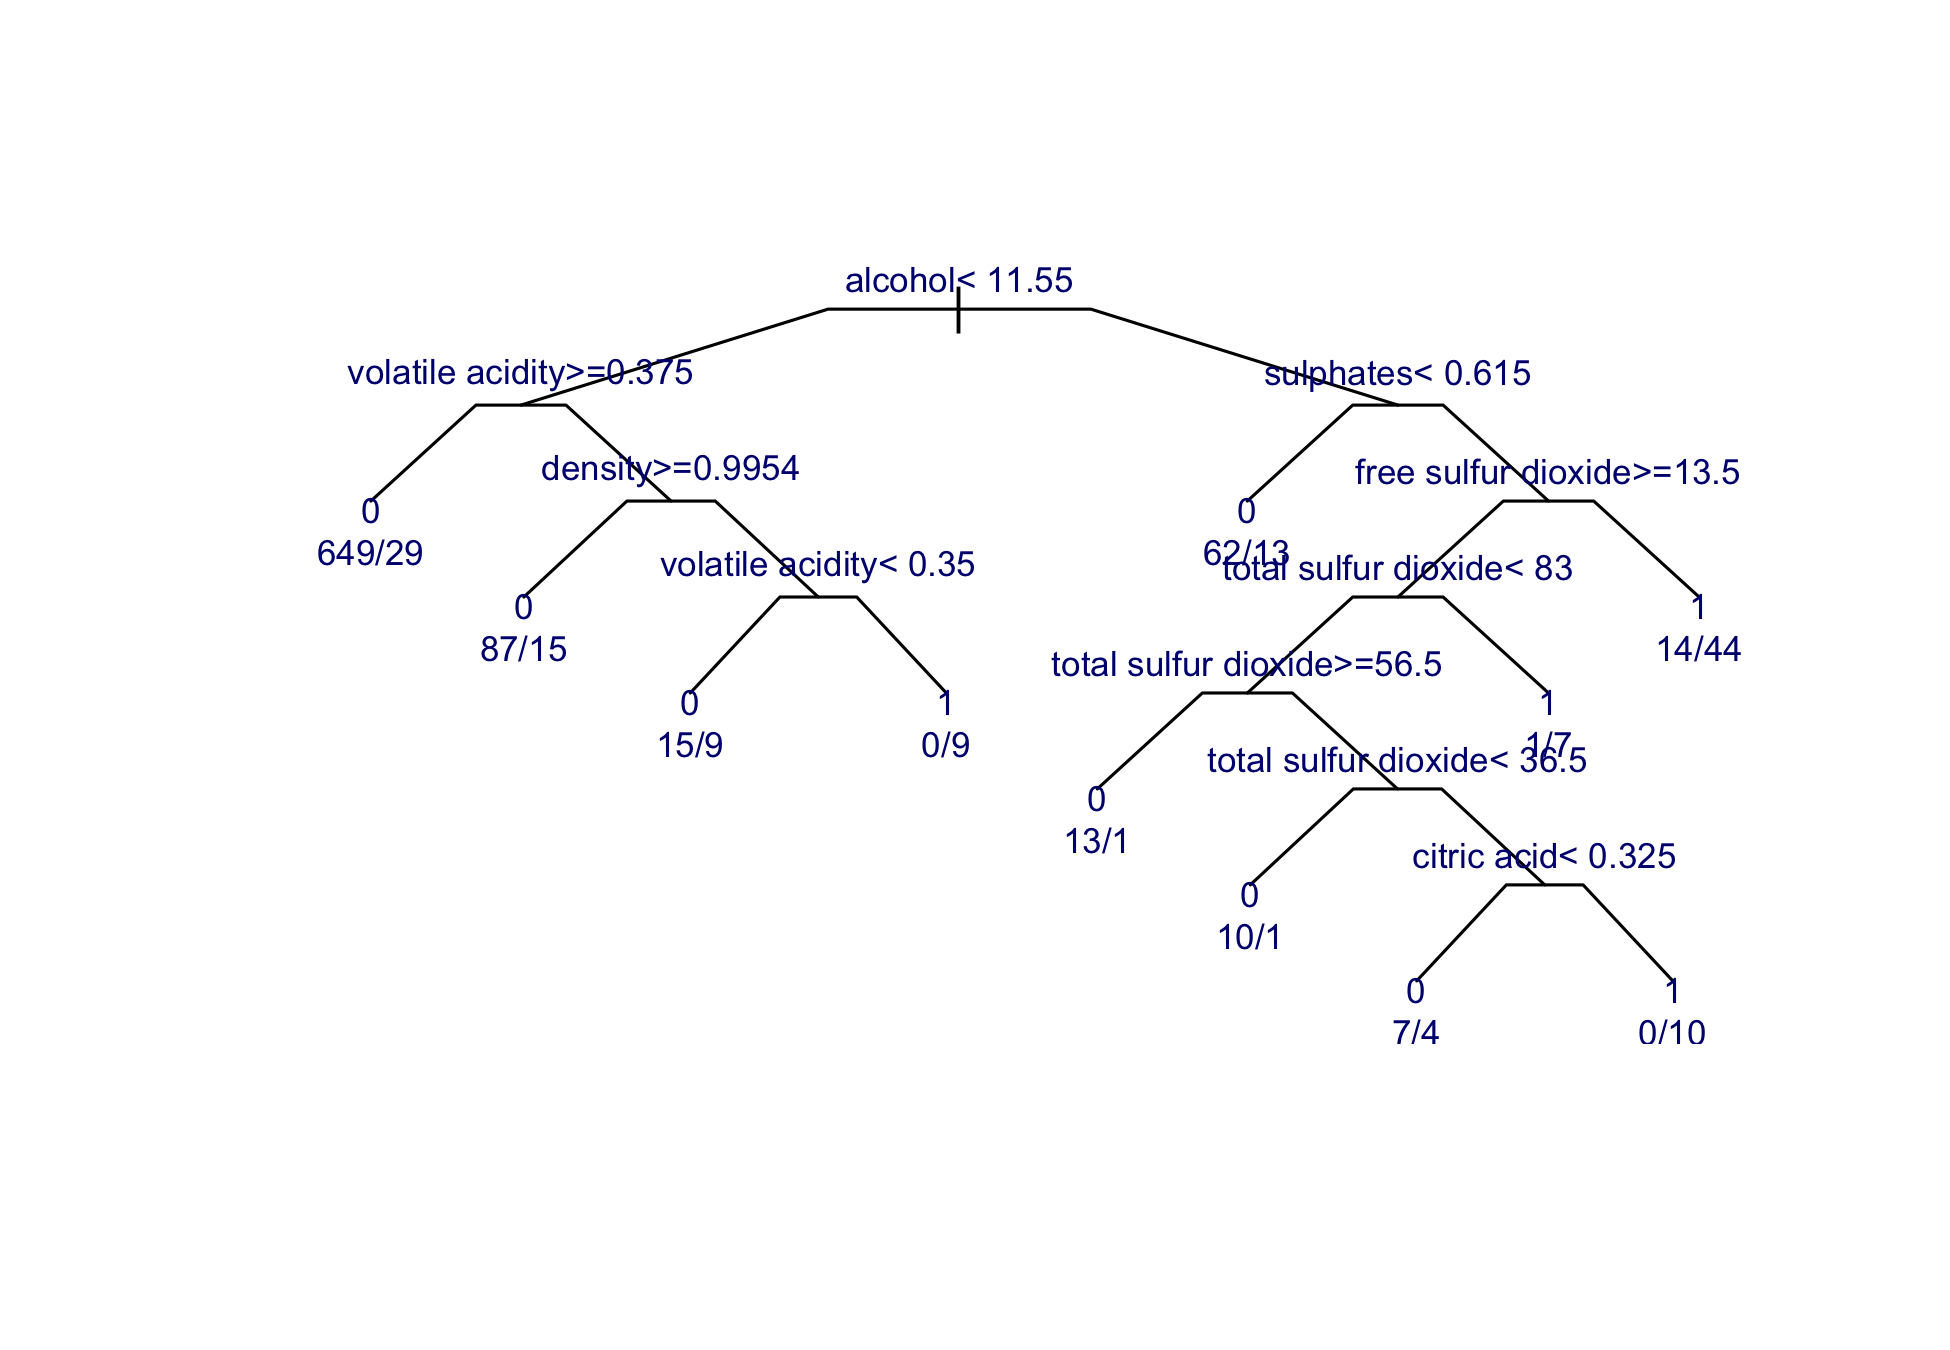 alcohol< 11.55
volatile acidity>=0.375
sulphates< 0.615
density>=0.9954
free sulfur dioxide>=13.5
0
649/29
0
62/13
volatile acidity< 0.35
total sulfur dioxide< 83
0
87/15
1
14/44
total sulfur dioxide>=56.5
0
15/9
1
0/9
1
1/7
total sulfur dioxide< 36.5
0
13/1
citric acid< 0.325
0
10/1
0
7/4
1
0/10